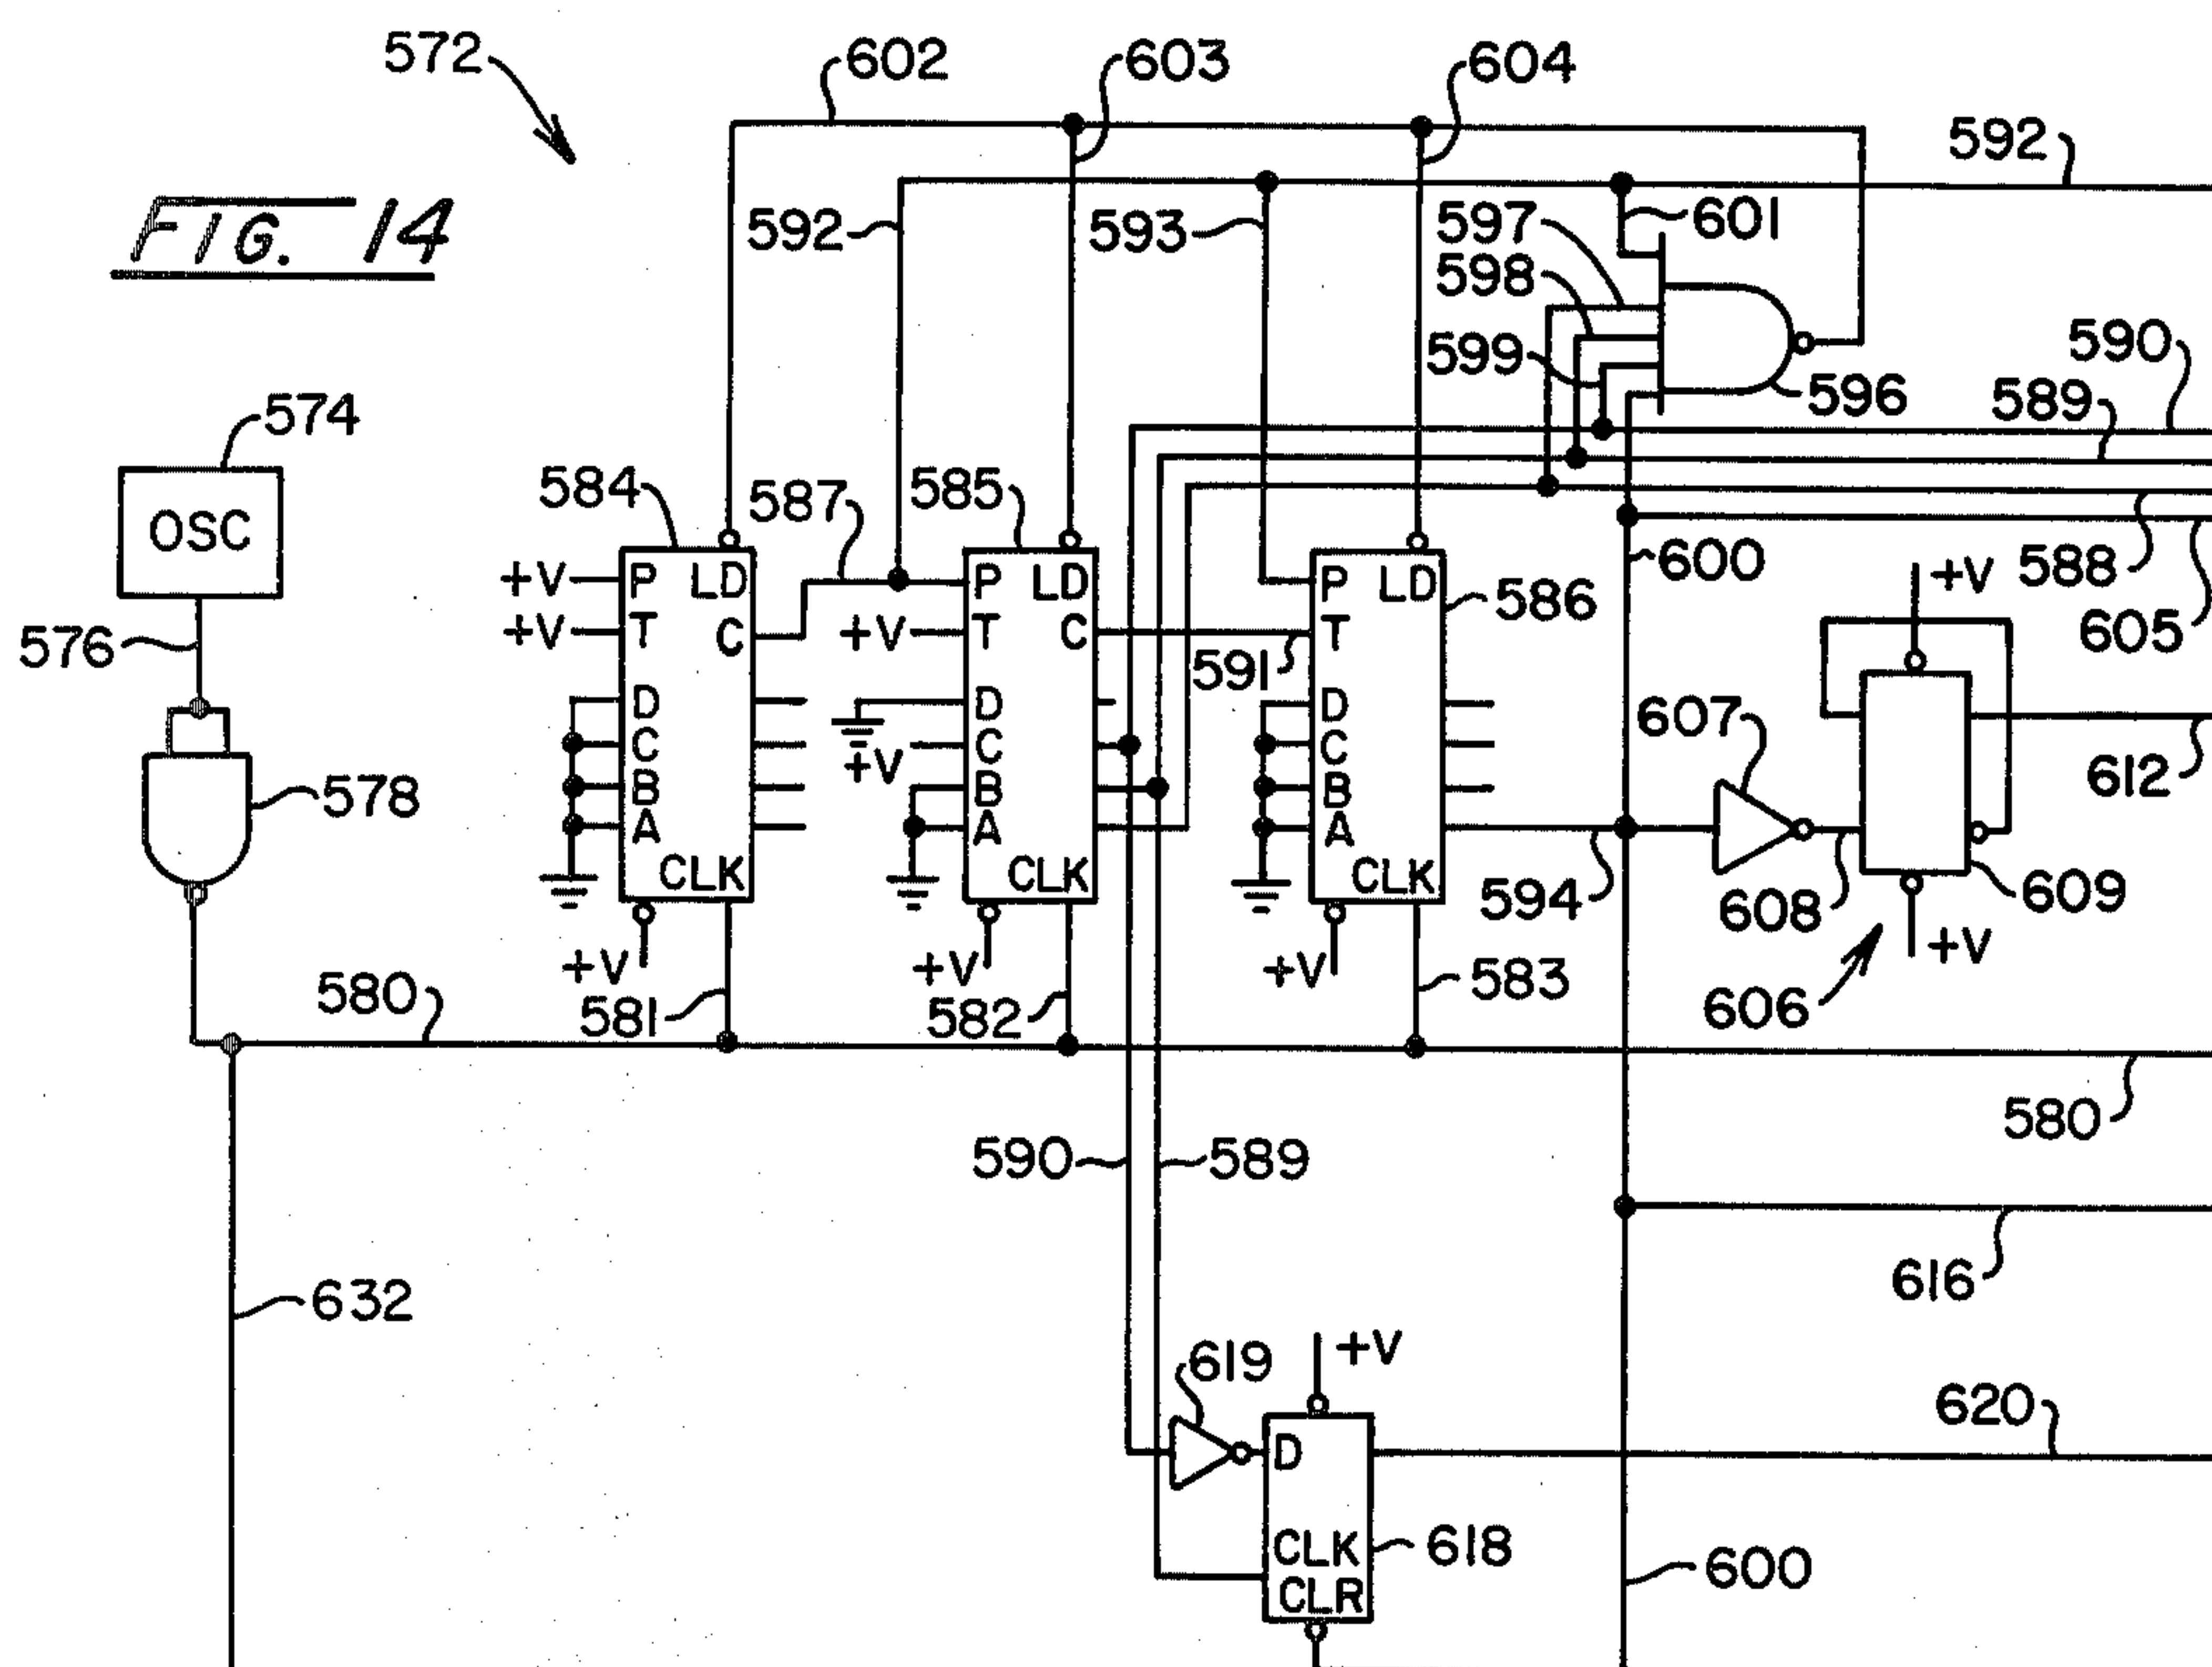 572
602
603
604
592
FIG. 14
592
593
597
601
598
599
590
589
596
574
OSC
584
587
585
+V
P
LD
P
LD
P
LD
586
600
+V
588
605
576
+V
T
C
+V
T
C
591
T
D
D
D
607
C
+V
C
C
612
578
B
B
B
A
A
A
CLK
CLK
CLK
594
608
609
+V
+V
+V
583
+V
606
580
581
582
580
590
589
616
632
619
+V
620
D
CLK
618
CLR
600